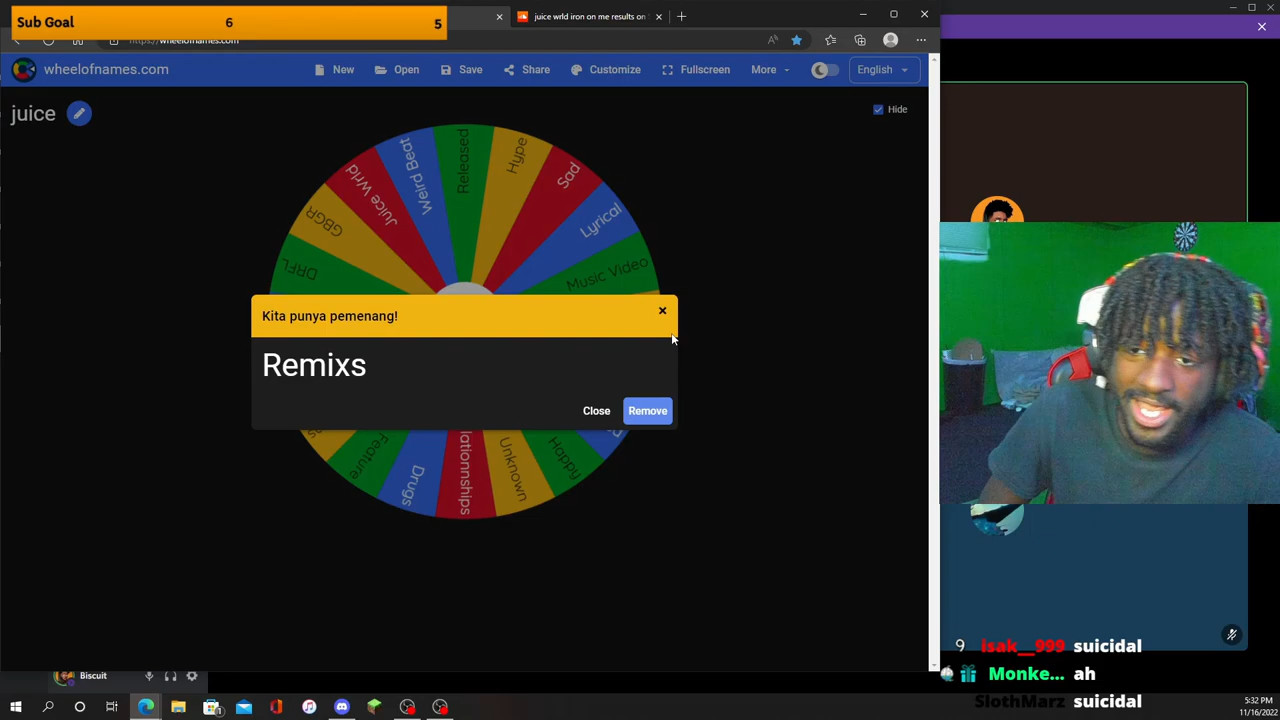 Sub Goal 6 5
juice wrld iron on me results on
https://wheelofnames.com
wheelofnames.com New Open Save Share Customize Fullscreen More English
juice
Hide
DRFL
GBGR
Juice Wrld
Weird Beat
Released
Hype
Sad
Lyrical
Music Video
Kita punya pemenang!
Remixs
Close Remove
Feature
Drugs
lationnships
Unknown
Happy
9 Isak__999 suicidal
Monke... ah
SlothMarz suicidal
Biscuit
5:32 PM
11/16/2022